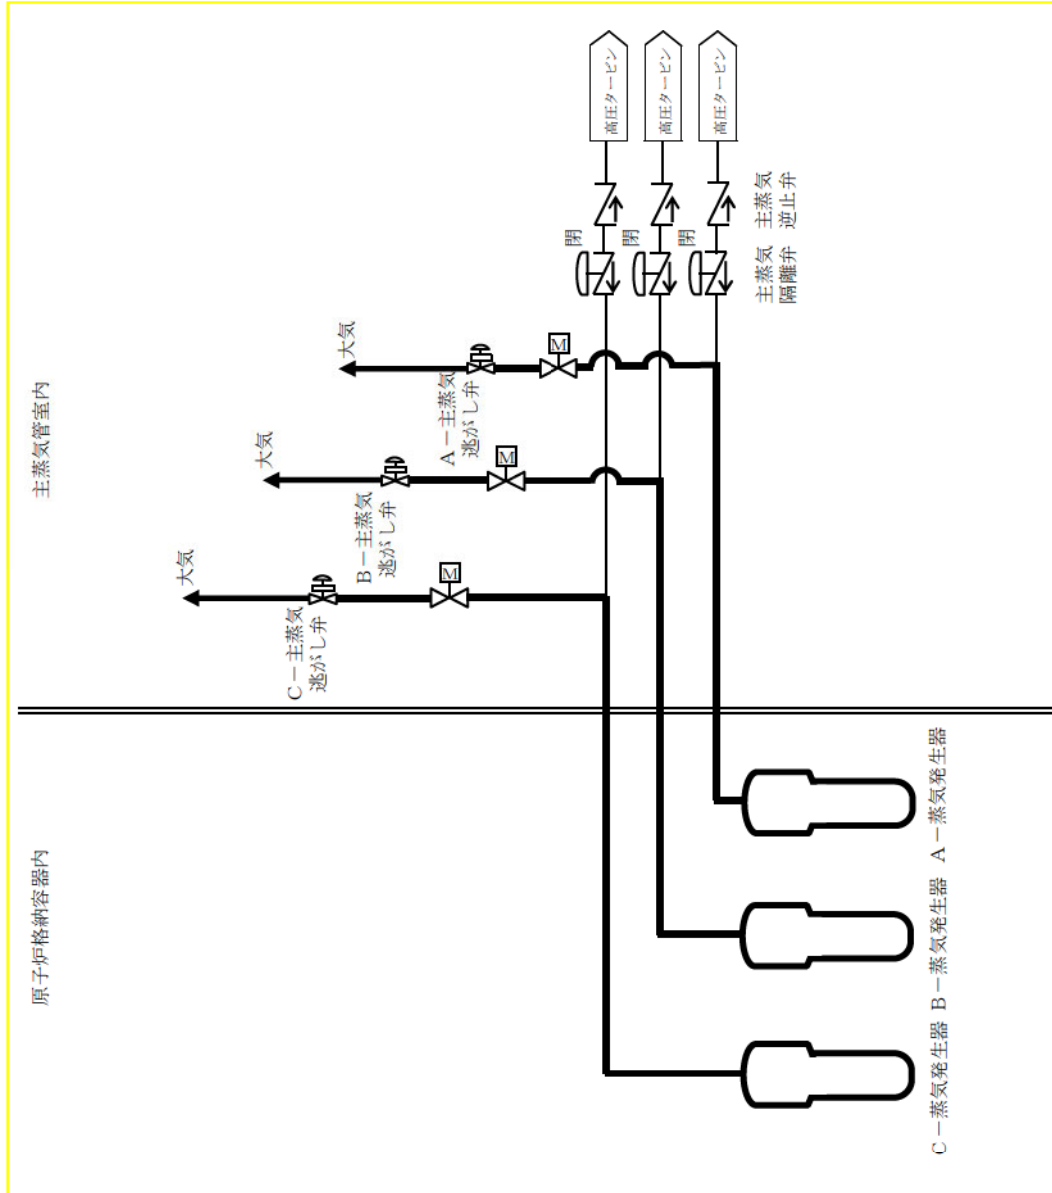 高圧タービン
高圧タービン
高圧タービン
主蒸気
逆止弁
閉
閉
閉
主蒸気
隔離弁
大気
M
A－主蒸気
逃がし弁
大気
M
B－主蒸気
逃がし弁
大気
M
C－主蒸気
逃がし弁
主蒸気管室内
原子炉格納容器内
A－蒸気発生器
B－蒸気発生器
C－蒸気発生器